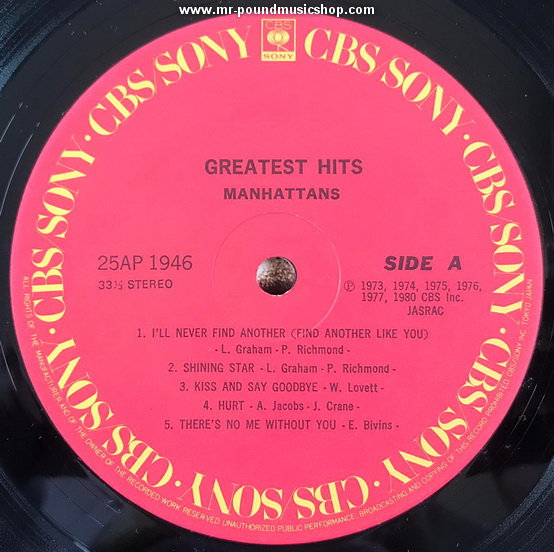 www.mr-poundmusicshop.com
CBS
SONY
CBS/SONY · CBS/SONY · CBS/SONY · CBS/SONY · CBS/SONY · CBS/SONY · CBS/SONY · CBS/SONY
GREATEST HITS
MANHATTANS
25AP 1946
33⅓ STEREO
SIDE A
Ⓟ 1973, 1974, 1975, 1976,
1977, 1980 CBS Inc.
JASRAC
1. I'LL NEVER FIND ANOTHER (FIND ANOTHER LIKE YOU)
- L. Graham - P. Richmond -
2. SHINING STAR - L. Graham - P. Richmond -
3. KISS AND SAY GOODBYE - W. Lovett -
4. HURT - A. Jacobs - J. Crane -
5. THERE'S NO ME WITHOUT YOU - E. Bivins -
ALL RIGHTS OF THE MANUFACTURER AND OF THE OWNER OF THE RECORDED WORK RESERVED. UNAUTHORIZED PUBLIC PERFORMANCE, BROADCASTING AND COPYING OF THIS RECORD PROHIBITED. CBS/SONY INC. TOKYO JAPAN